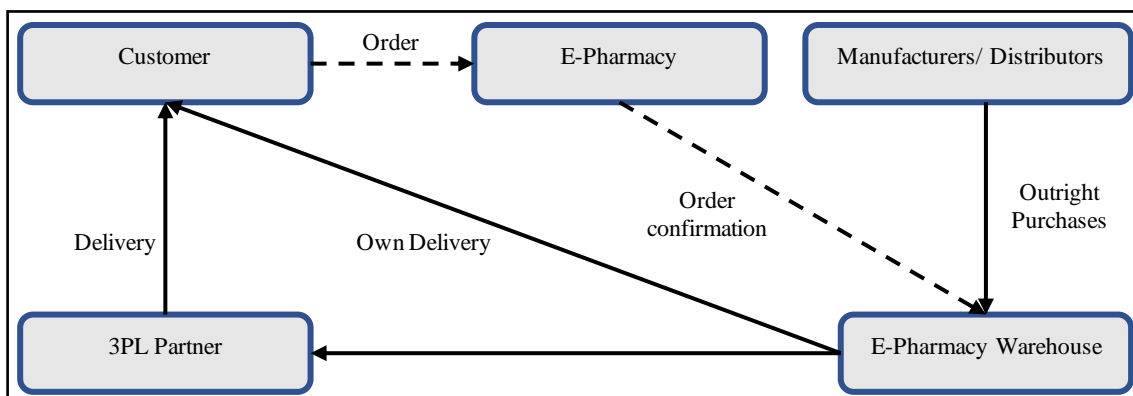 Customer
Order
E-Pharmacy
Manufacturers/ Distributors
Order
confirmation
Outright
Purchases
Delivery
Own Delivery
3PL Partner
E-Pharmacy Warehouse